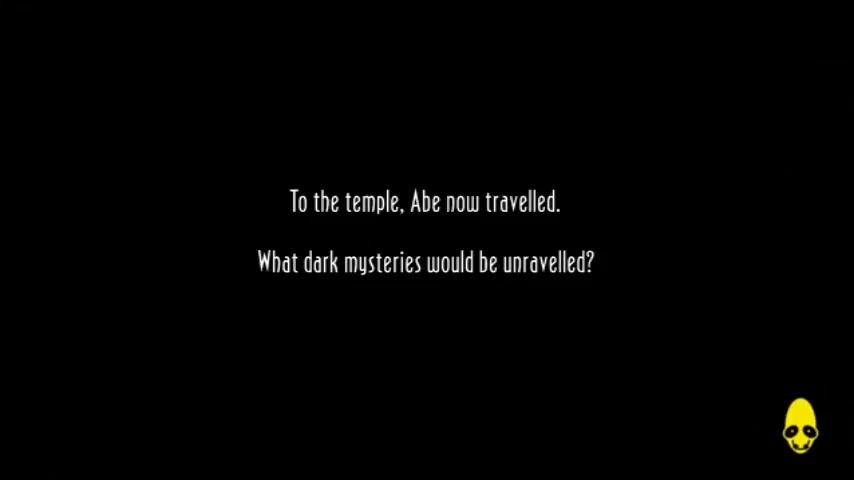 To the temple, Abe now travelled.
What dark mysteries would be unravelled?